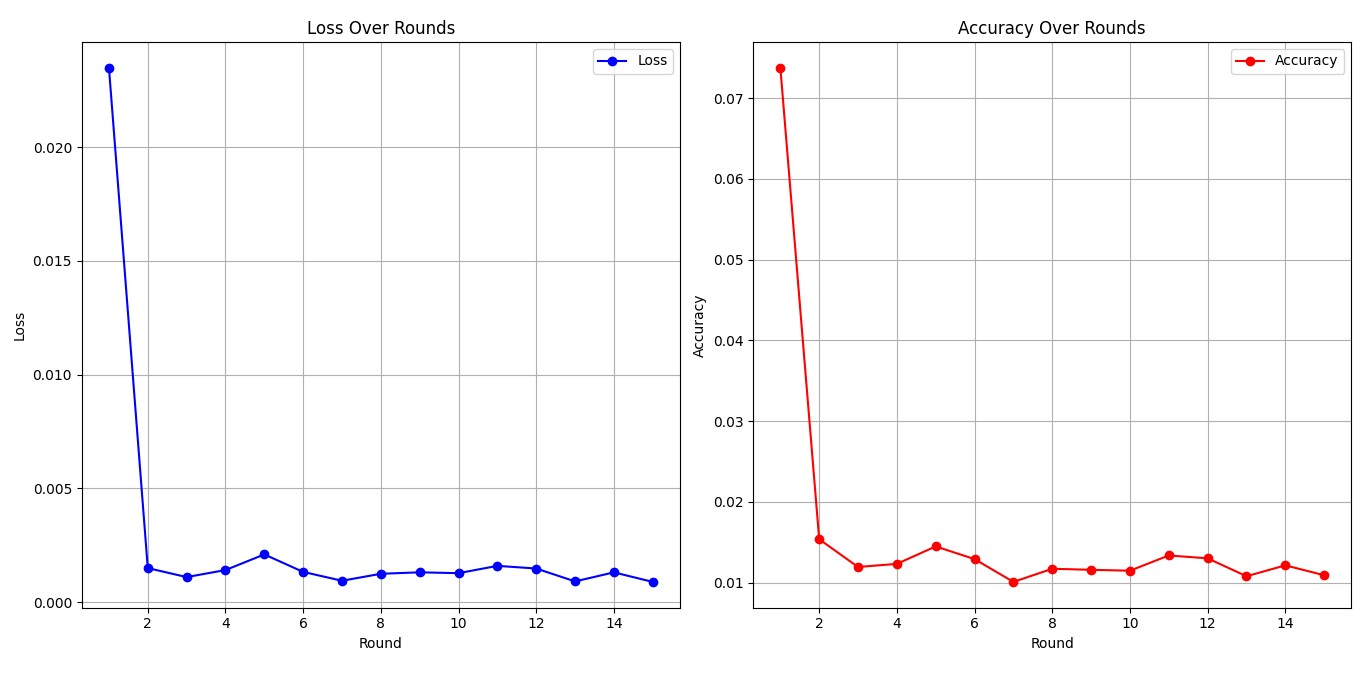 Loss Over Rounds
Loss
0.020
0.015
0.010
0.005
0.000
Loss
2 4 6 8 10 12 14
Round
Accuracy Over Rounds
Accuracy
0.07
0.06
0.05
0.04
0.03
0.02
0.01
Accuracy
2 4 6 8 10 12 14
Round